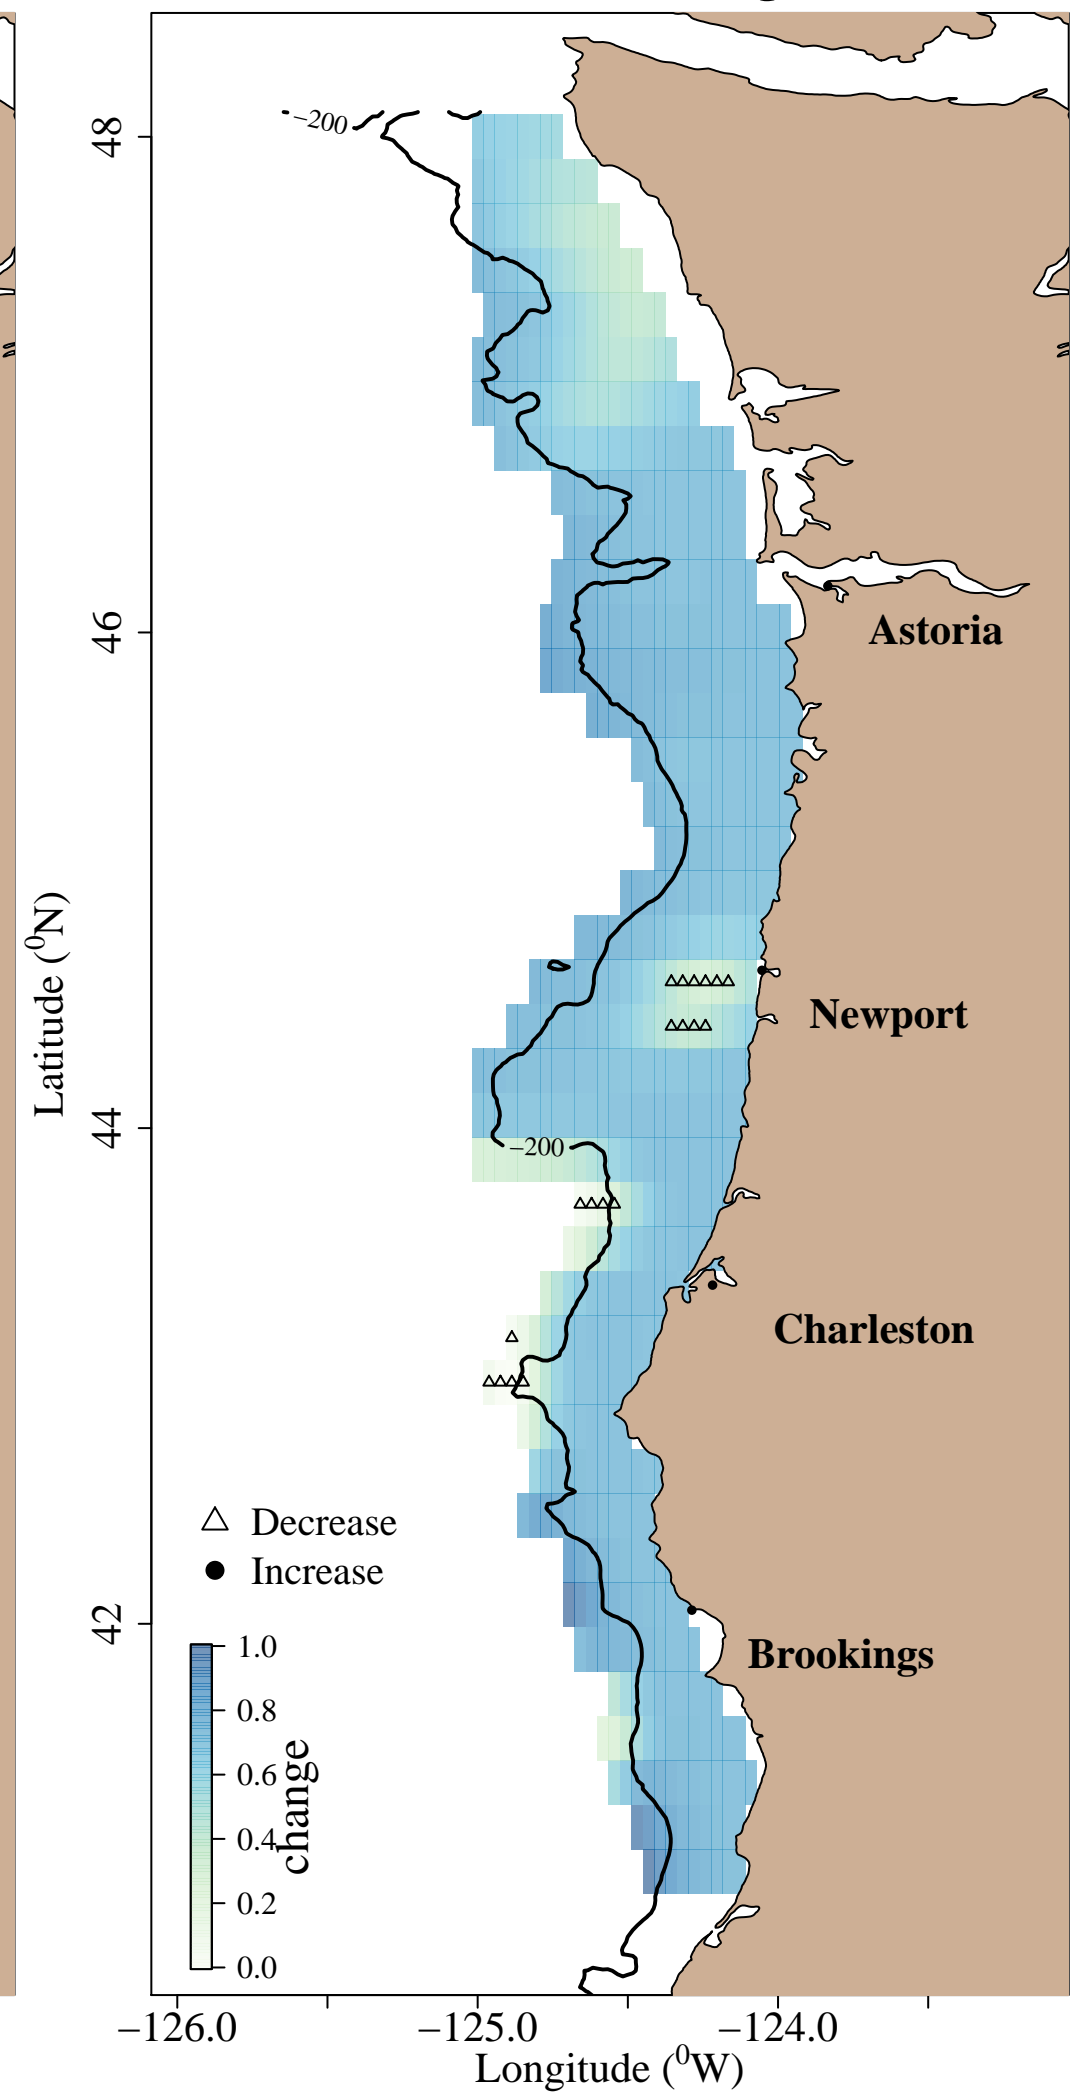 −200
48
46
Astoria
Latitude (⁰N)
Newport
44
−200
Charleston
Decrease
Increase
42
Brookings
1.0
0.8
0.6
0.4
0.2
0.0
change
−126.0
−125.0
−124.0
Longitude (⁰W)